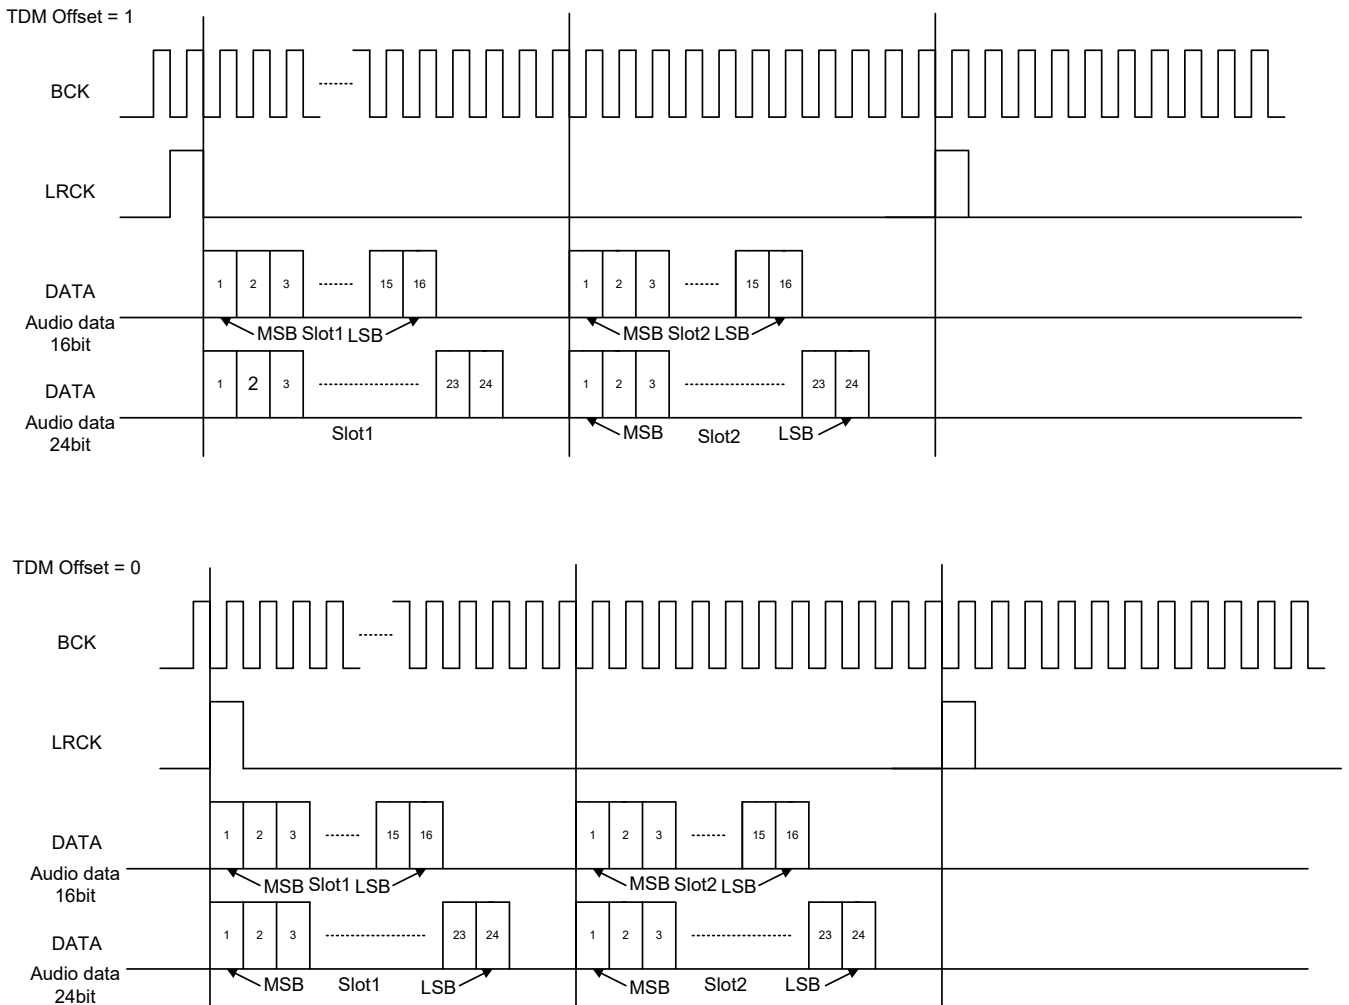 TDM Offset = 1
BCK
LRCK
DATA
1 2 3 15 16 1 2 3 15 16
Audio data
16bit
MSB Slot1 LSB MSB Slot2 LSB
DATA
1 2 3 23 24 1 2 3 23 24
Audio data
24bit
Slot1 MSB Slot2 LSB
TDM Offset = 0
BCK
LRCK
DATA
1 2 3 15 16 1 2 3 15 16
Audio data
16bit
MSB Slot1 LSB MSB Slot2 LSB
DATA
1 2 3 23 24 1 2 3 23 24
Audio data
24bit
MSB Slot1 LSB MSB Slot2 LSB